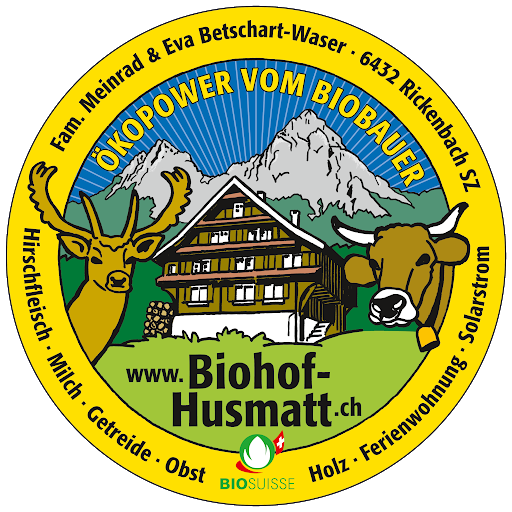 Fam. Meinrad & Eva Betschart-Waser · 6432 Rickenbach SZ
ÖKOPOWER VOM BIOBAUER
www.Biohof-
Husmatt.ch
Hirschfleisch · Milch · Getreide · Obst
Holz · Ferienwohnung · Solarstrom
BIOSUISSE